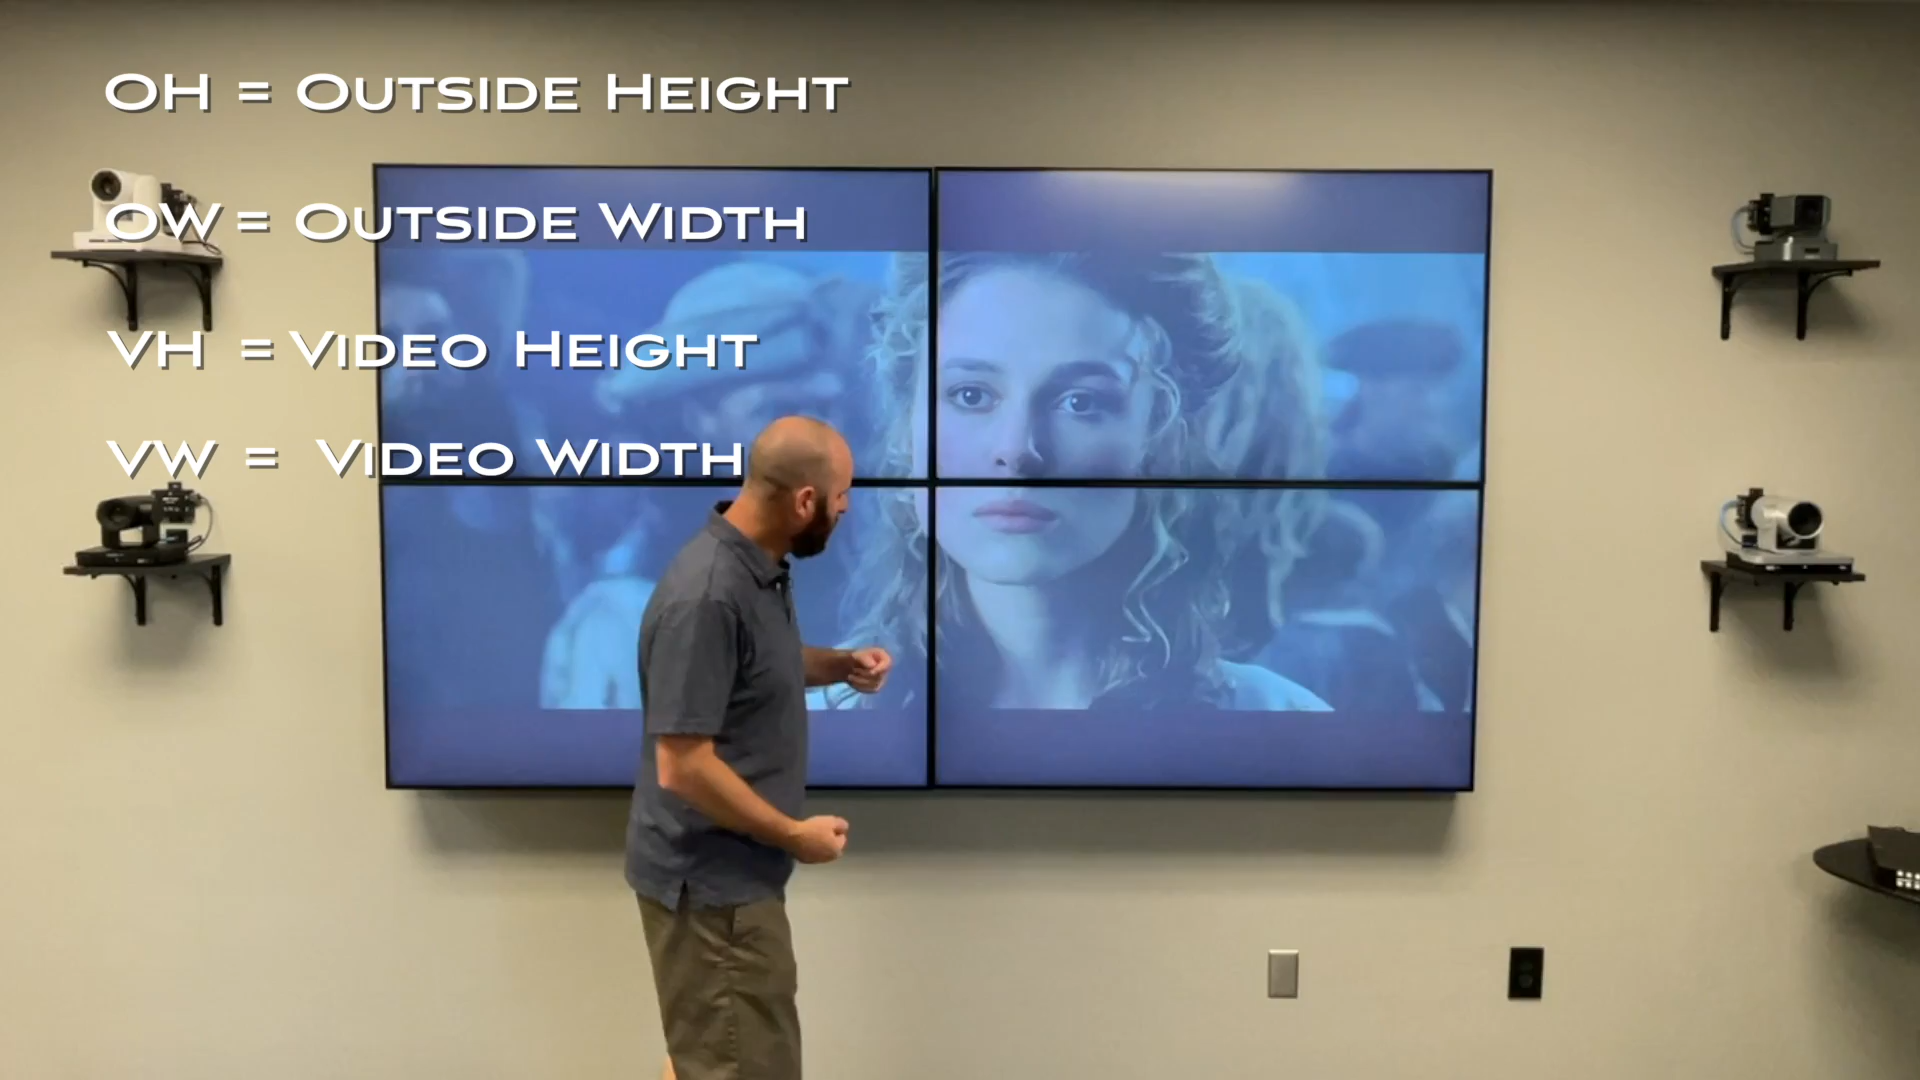 OH = Outside Height
OW = Outside Width
VH = Video Height
VW = Video Width